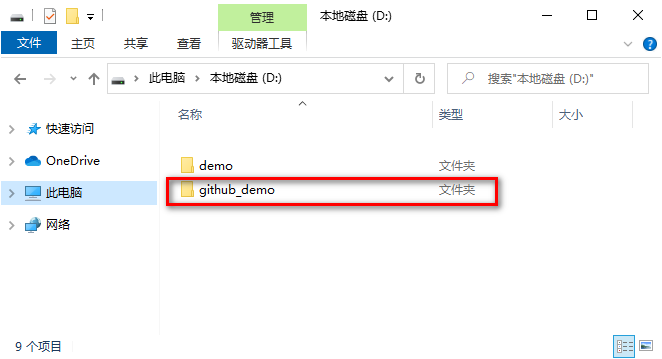 管理
本地磁盘 (D:)
文件
主页
共享
查看
驱动器工具
此电脑
本地磁盘 (D:)
搜索"本地磁盘 (D:)"
名称
类型
大小
快速访问
OneDrive
此电脑
网络
demo
文件夹
github_demo
文件夹
9 个项目